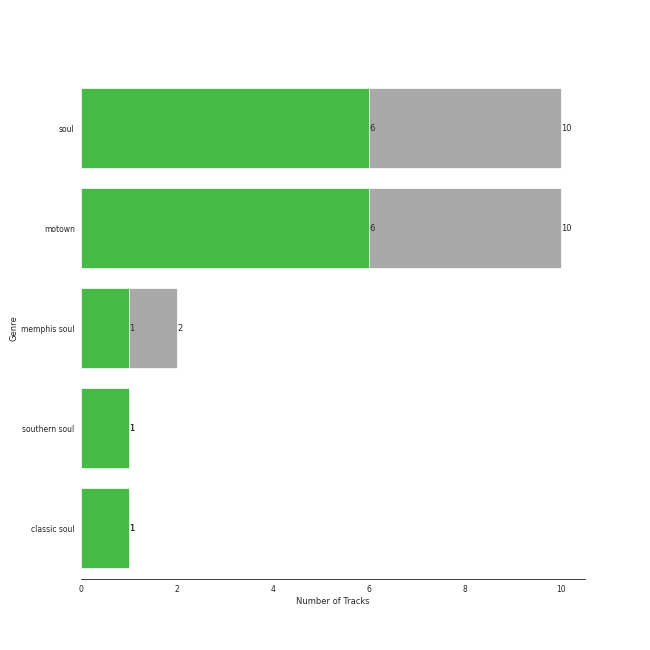 soul 6 10
motown 6 10
Genre
memphis soul 1 2
southern soul 1
classic soul 1
0 2 4 6 8 10
Number of Tracks